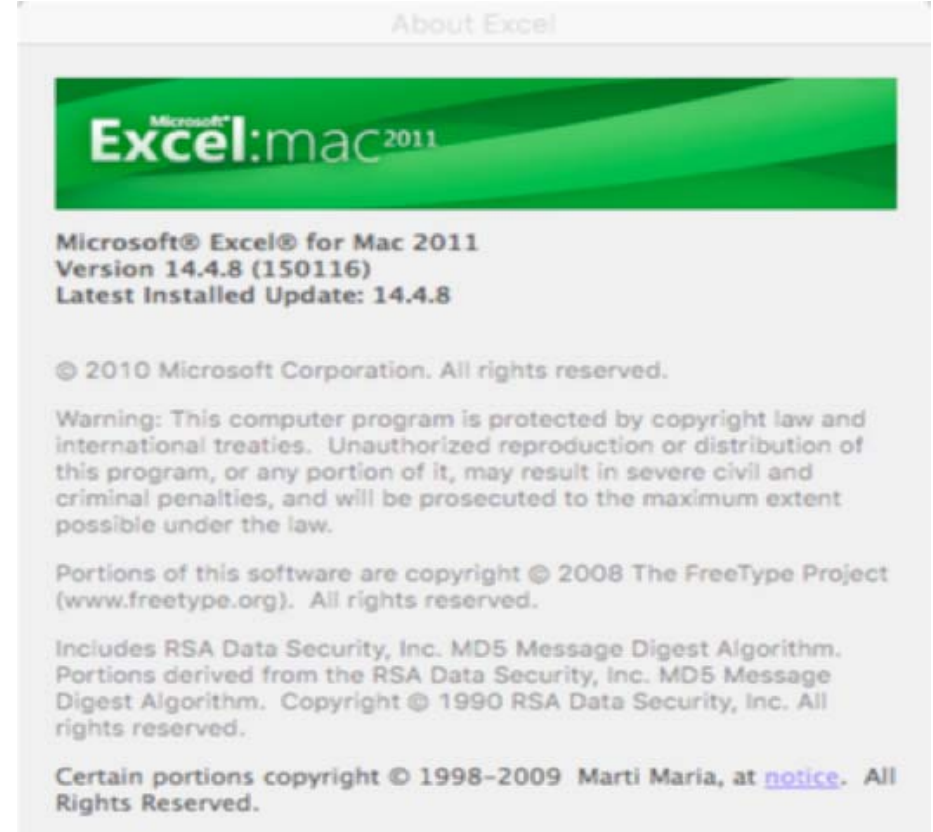 About Excel
Microsoft®
Excel:mac2011
Microsoft® Excel® for Mac 2011
Version 14.4.8 (150116)
Latest Installed Update: 14.4.8
© 2010 Microsoft Corporation. All rights reserved.
Warning: This computer program is protected by copyright law and
international treaties.  Unauthorized reproduction or distribution of
this program, or any portion of it, may result in severe civil and
criminal penalties, and will be prosecuted to the maximum extent
possible under the law.
Portions of this software are copyright © 2008 The FreeType Project
(www.freetype.org).  All rights reserved.
Includes RSA Data Security, Inc. MD5 Message Digest Algorithm.
Portions derived from the RSA Data Security, Inc. MD5 Message
Digest Algorithm.  Copyright © 1990 RSA Data Security, Inc. All
rights reserved.
Certain portions copyright © 1998–2009  Marti Maria, at notice.  All
Rights Reserved.